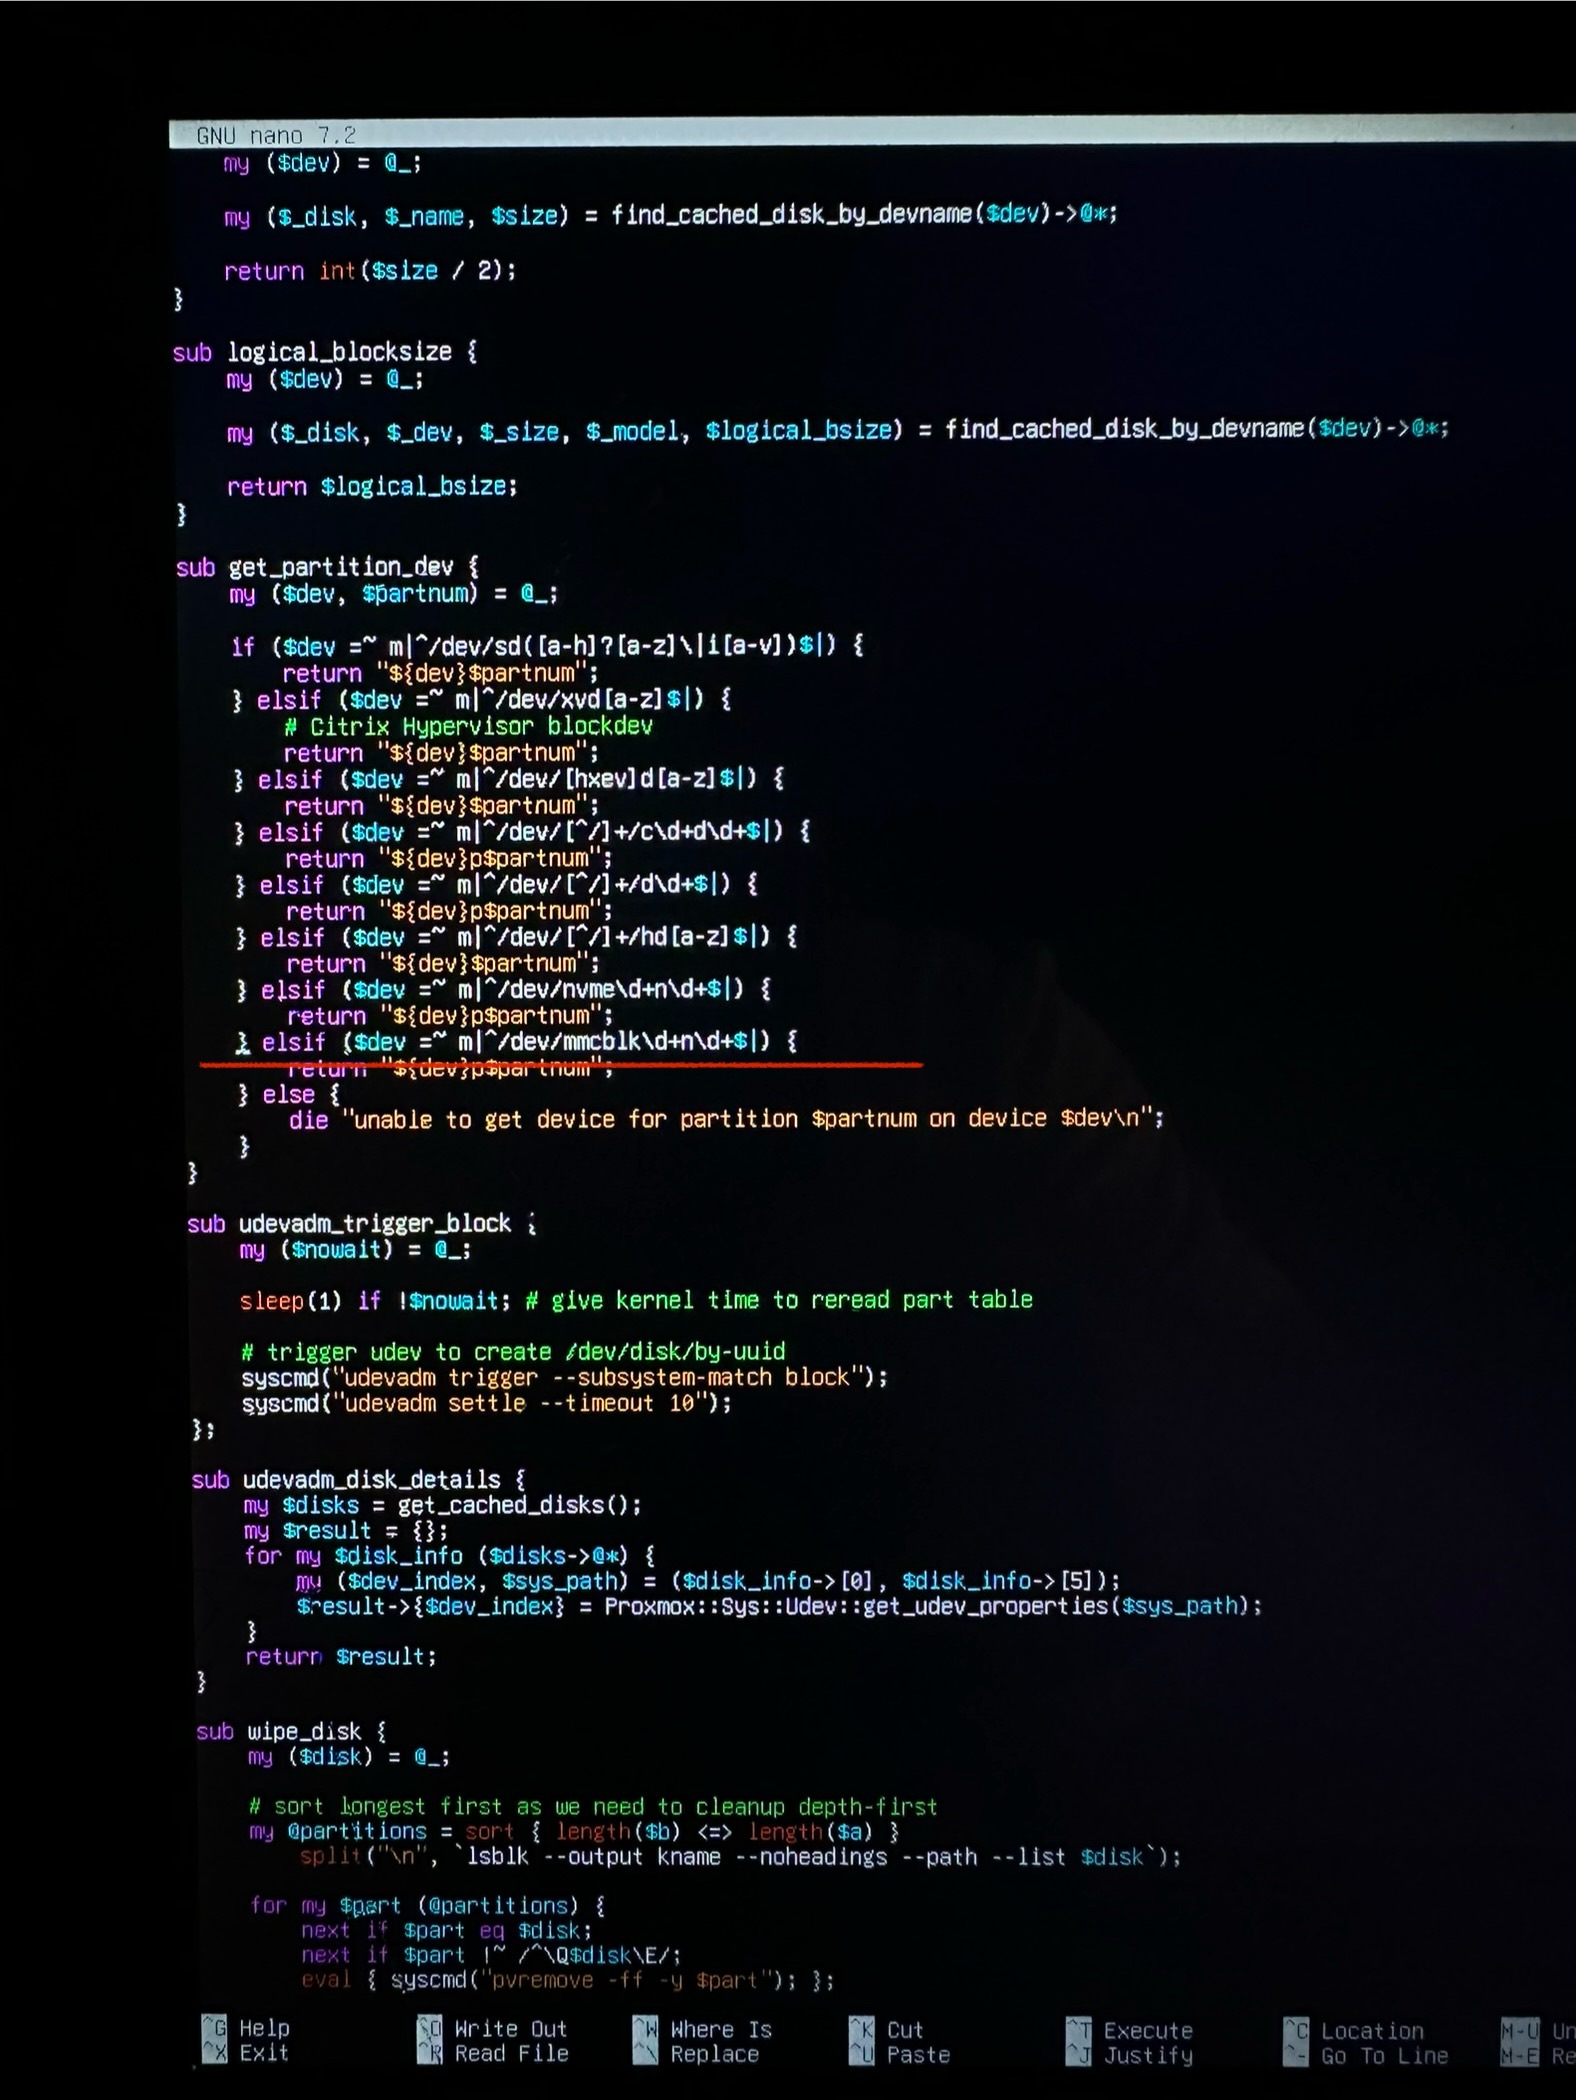 GNU nano 7.2
my ($dev) = @_;
my ($_disk, $_name, $size) = find_cached_disk_by_devname($dev)->@*;
return int($size / 2);
}
sub logical_blocksize {
my ($dev) = @_;
my ($_disk, $_dev, $_size, $_model, $logical_bsize) = find_cached_disk_by_devname($dev)->@*;
return $logical_bsize;
}
sub get_partition_dev {
my ($dev, $partnum) = @_;
if ($dev =~ m|^/dev/sd([a-h]?[a-z]\|i[a-v])$|) {
return "${dev}$partnum";
} elsif ($dev =~ m|^/dev/xvd[a-z]$|) {
# Citrix Hypervisor blockdev
return "${dev}$partnum";
} elsif ($dev =~ m|^/dev/[hxev]d[a-z]$|) {
return "${dev}$partnum";
} elsif ($dev =~ m|^/dev/[^/]+/c\d+d\d+$|) {
return "${dev}p$partnum";
} elsif ($dev =~ m|^/dev/[^/]+/d\d+$|) {
return "${dev}p$partnum";
} elsif ($dev =~ m|^/dev/[^/]+/hd[a-z]$|) {
return "${dev}$partnum";
} elsif ($dev =~ m|^/dev/nvme\d+n\d+$|) {
return "${dev}p$partnum";
} elsif ($dev =~ m|^/dev/mmcblk\d+n\d+$|) {
return "${dev}p$partnum";
} else {
die "unable to get device for partition $partnum on device $dev\n";
}
}
sub udevadm_trigger_block {
my ($nowait) = @_;
sleep(1) if !$nowait; # give kernel time to reread part table
# trigger udev to create /dev/disk/by-uuid
syscmd("udevadm trigger --subsystem-match block");
syscmd("udevadm settle --timeout 10");
};
sub udevadm_disk_details {
my $disks = get_cached_disks();
my $result = {};
for my $disk_info ($disks->@*) {
my ($dev_index, $sys_path) = ($disk_info->[0], $disk_info->[5]);
$result->{$dev_index} = Proxmox::Sys::Udev::get_udev_properties($sys_path);
}
return $result;
}
sub wipe_disk {
my ($disk) = @_;
# sort longest first as we need to cleanup depth-first
my @partitions = sort { length($b) <=> length($a) }
split("\n", `lsblk --output kname --noheadings --path --list $disk`);
for my $part (@partitions) {
next if $part eq $disk;
next if $part !~ /^\Q$disk\E/;
eval { syscmd("pvremove -ff -y $part"); };
^G Help ^O Write Out ^W Where Is ^K Cut ^T Execute ^C Location M-U Un
^X Exit ^R Read File ^\ Replace ^U Paste ^J Justify ^- Go To Line M-E Re